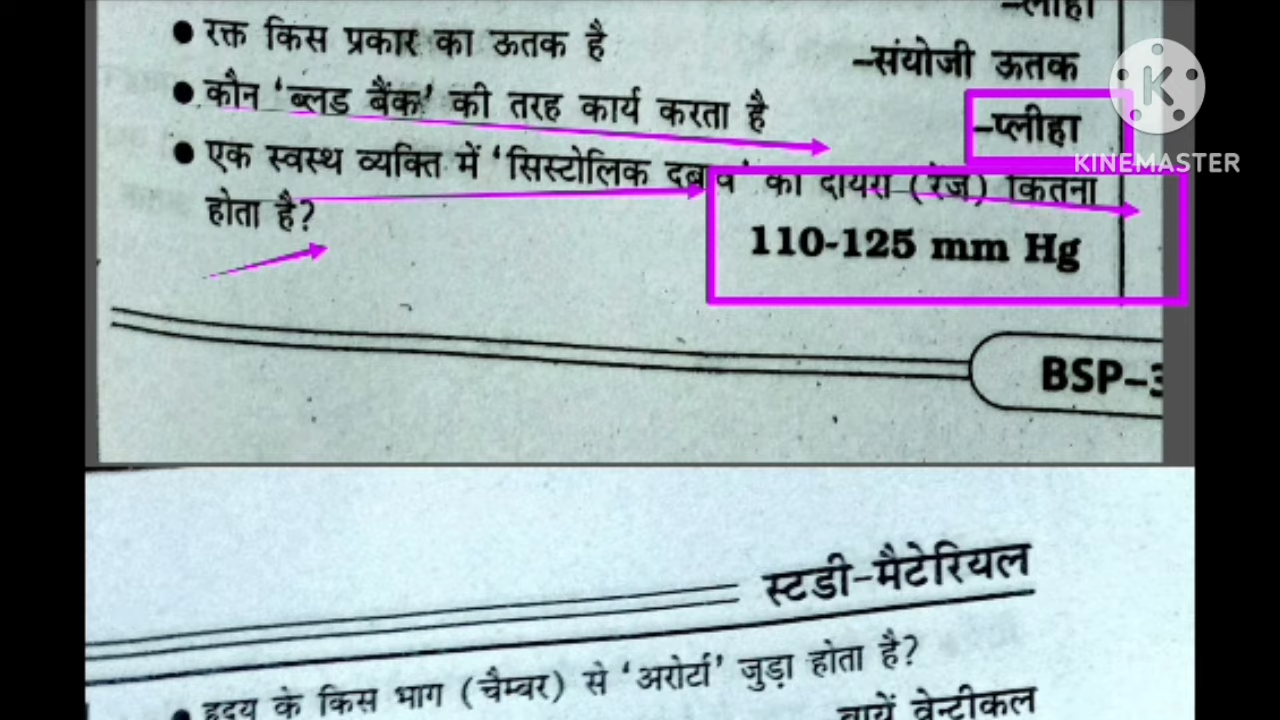 –लीहा
● रक्त किस प्रकार का ऊतक है
–संयोजी ऊतक
● कौन ‘ब्लड बैंक’ की तरह कार्य करता है
–प्लीहा
KINEMASTER
● एक स्वस्थ व्यक्ति में ‘सिस्टोलिक दबाव’ का दायरा (रेंज) कितना
होता है?
110-125 mm Hg
BSP–3
स्टडी-मैटेरियल
● हृदय के किस भाग (चैम्बर) से ‘अरोर्टा’ जुड़ा होता है?
बायें वेन्ट्रीकल